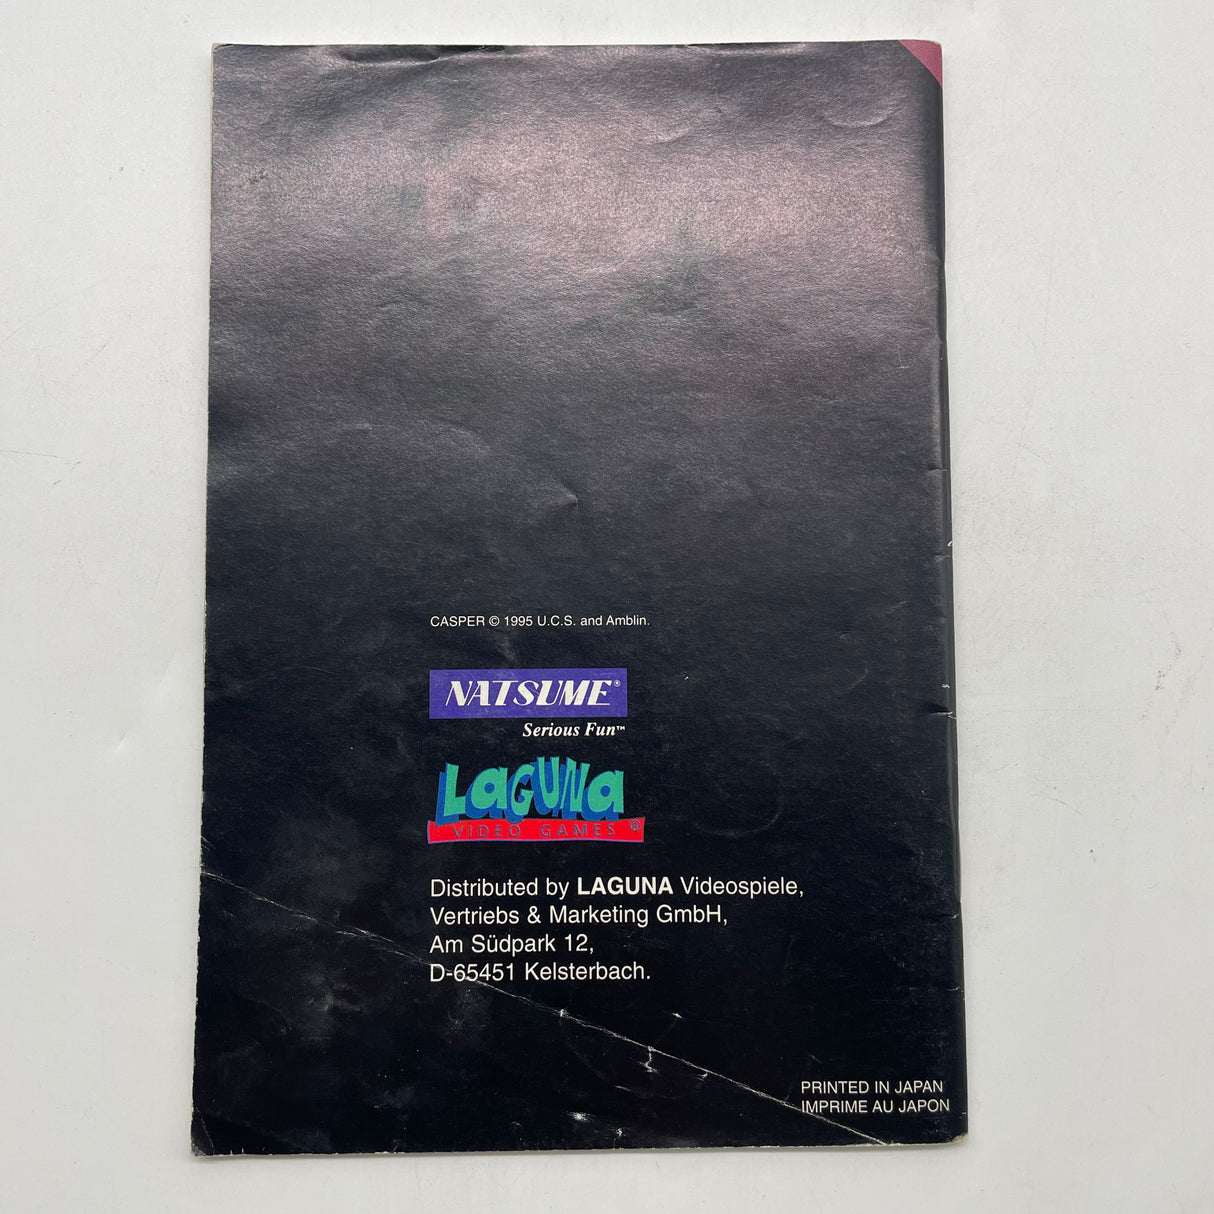 CASPER © 1995 U.C.S. and Amblin.
NATSUME®
Serious Fun™
LaGUNa
VIDEO GAMES ®
Distributed by LAGUNA Videospiele,
Vertriebs & Marketing GmbH,
Am Südpark 12,
D-65451 Kelsterbach.
PRINTED IN JAPAN
IMPRIME AU JAPON